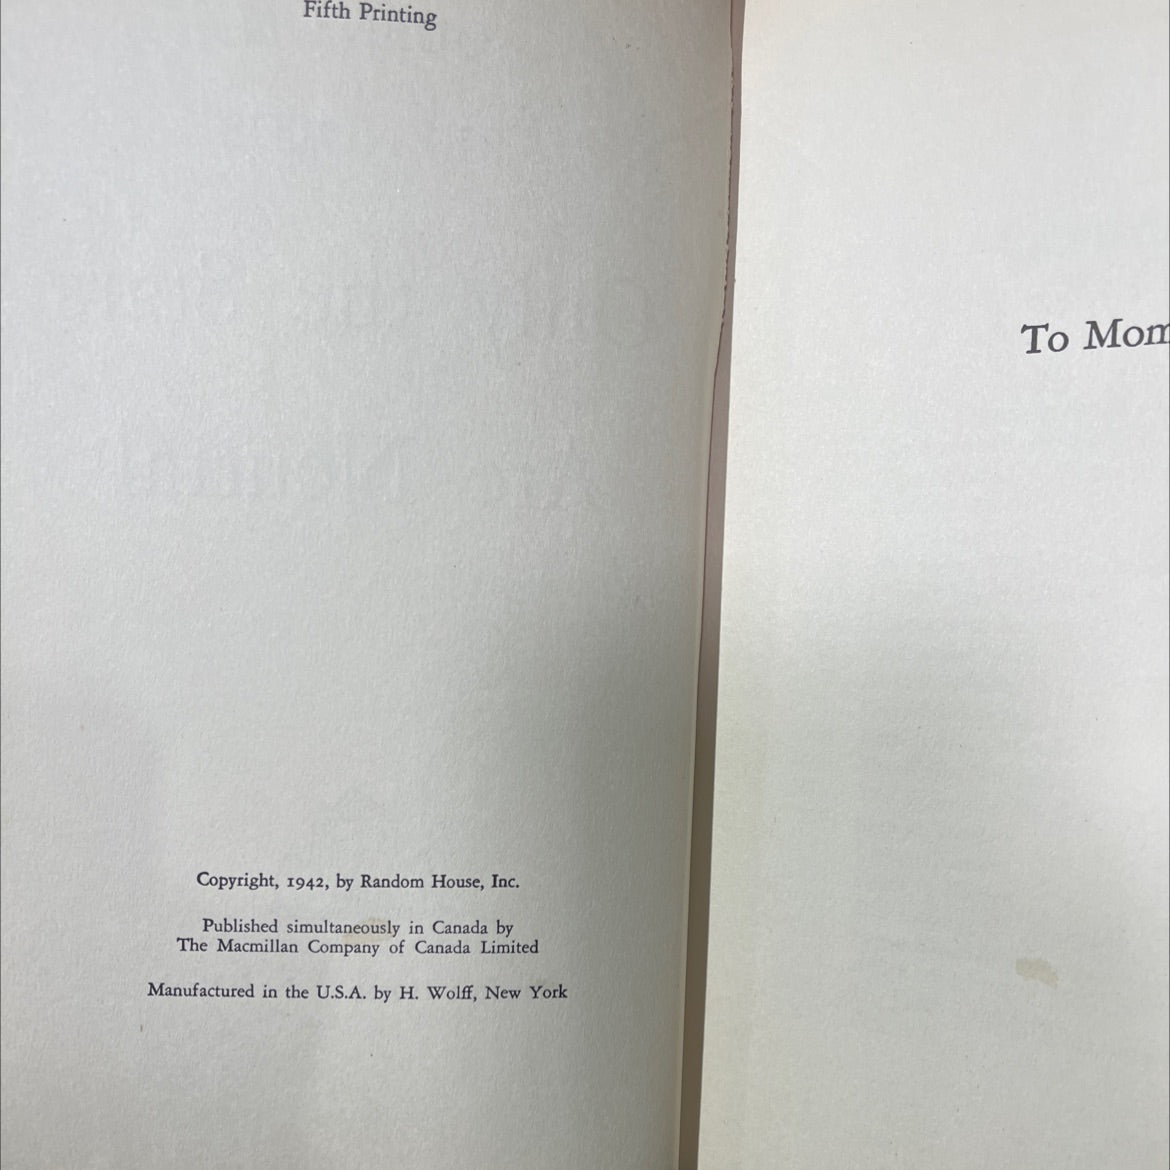 Fifth Printing
Copyright, 1942, by Random House, Inc.
Published simultaneously in Canada by
The Macmillan Company of Canada Limited
Manufactured in the U.S.A. by H. Wolff, New York
To Mom